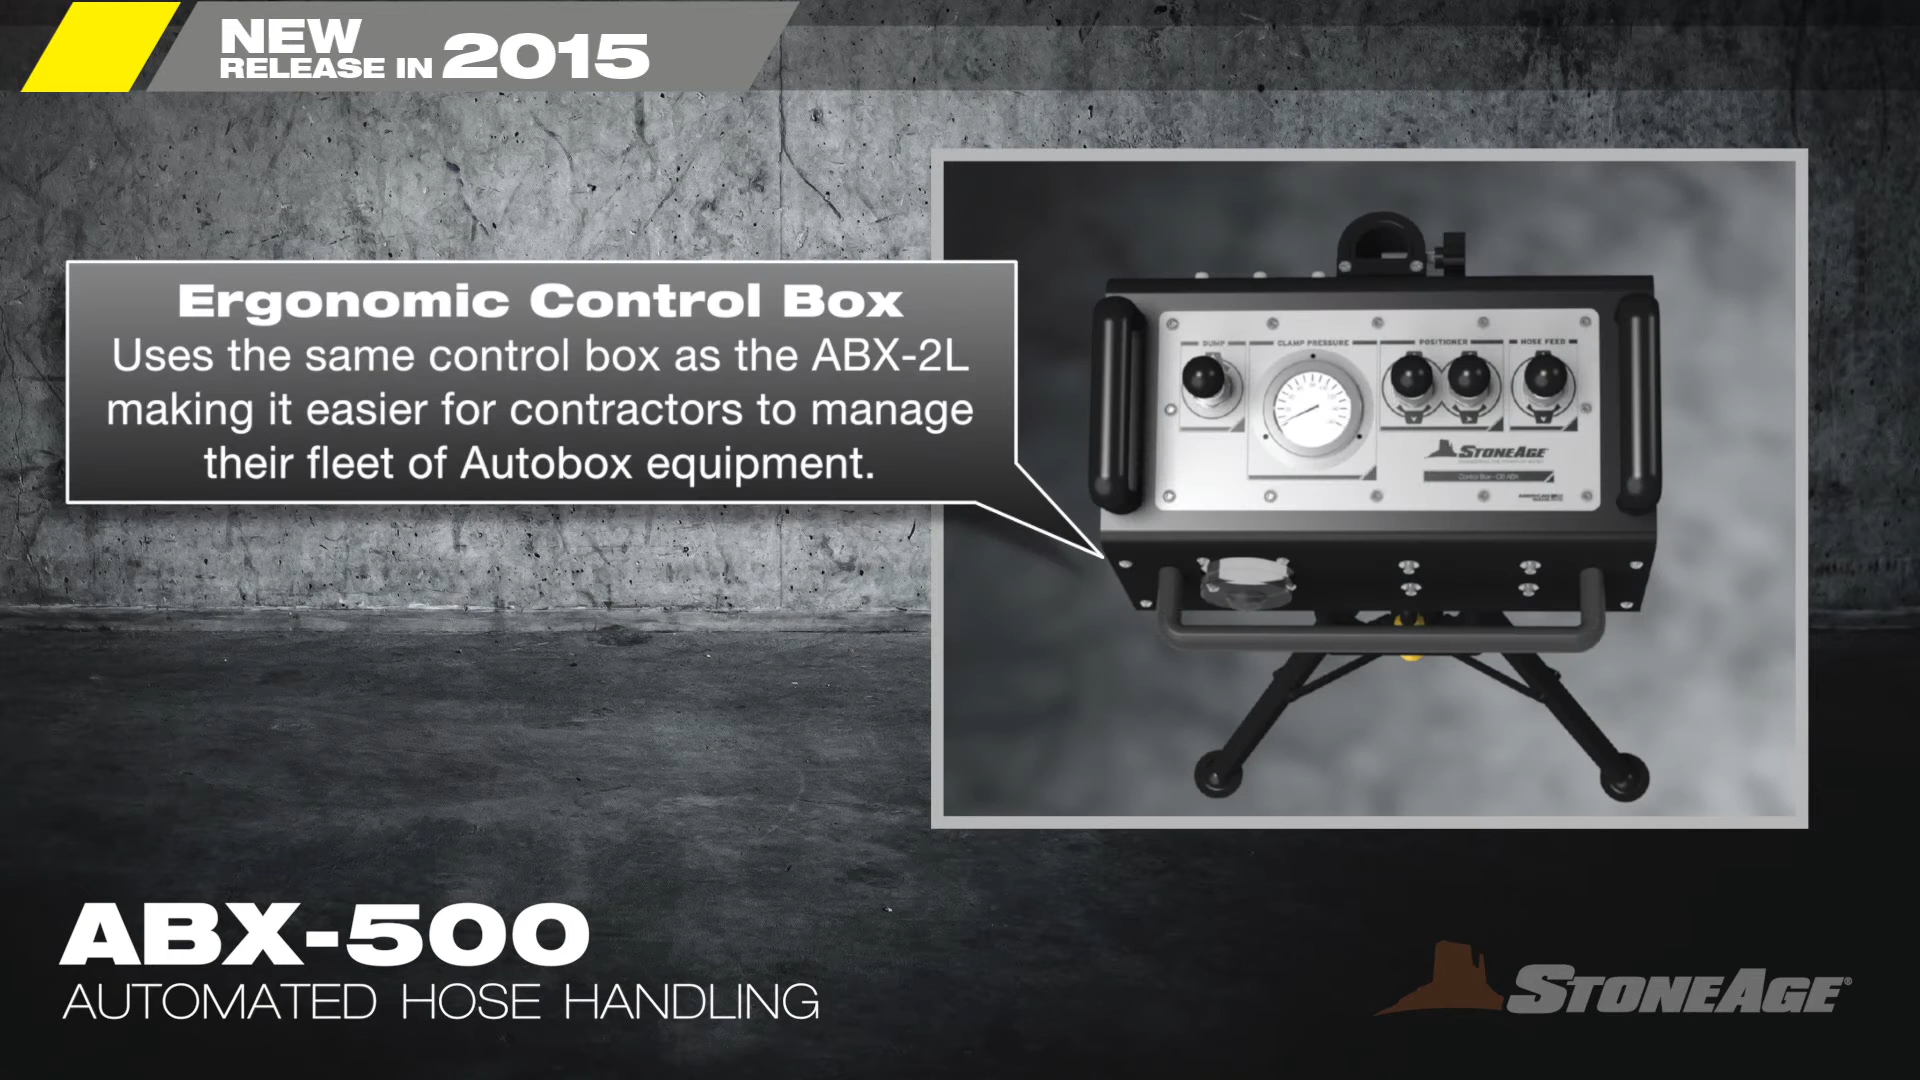 NEW
RELEASE IN 2015
Ergonomic Control Box
Uses the same control box as the ABX-2L
making it easier for contractors to manage
their fleet of Autobox equipment.
DUMP
CLAMP PRESSURE
POSITIONER
HOSE FEED
STONEAGE
ABX-500
AUTOMATED HOSE HANDLING
STONEAGE®